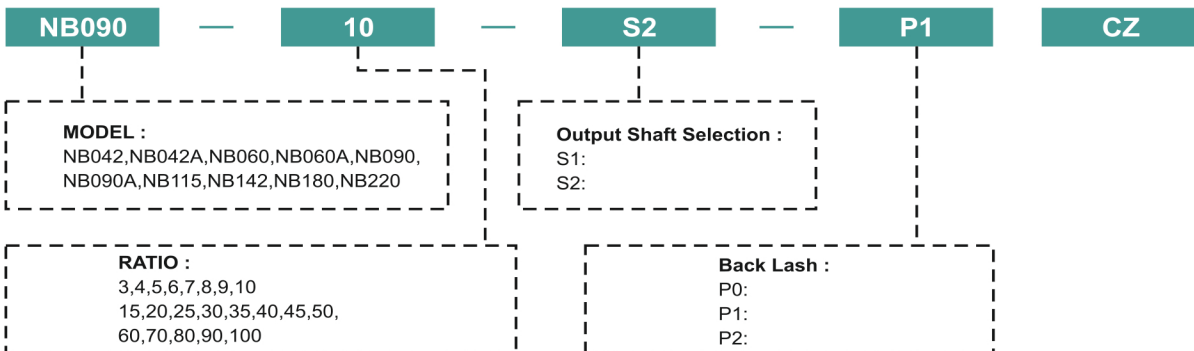 NB090 — 10 — S2 — P1 CZ
MODEL :
NB042,NB042A,NB060,NB060A,NB090,
NB090A,NB115,NB142,NB180,NB220
Output Shaft Selection :
S1:
S2:
RATIO :
3,4,5,6,7,8,9,10
15,20,25,30,35,40,45,50,
60,70,80,90,100
Back Lash :
P0:
P1:
P2: